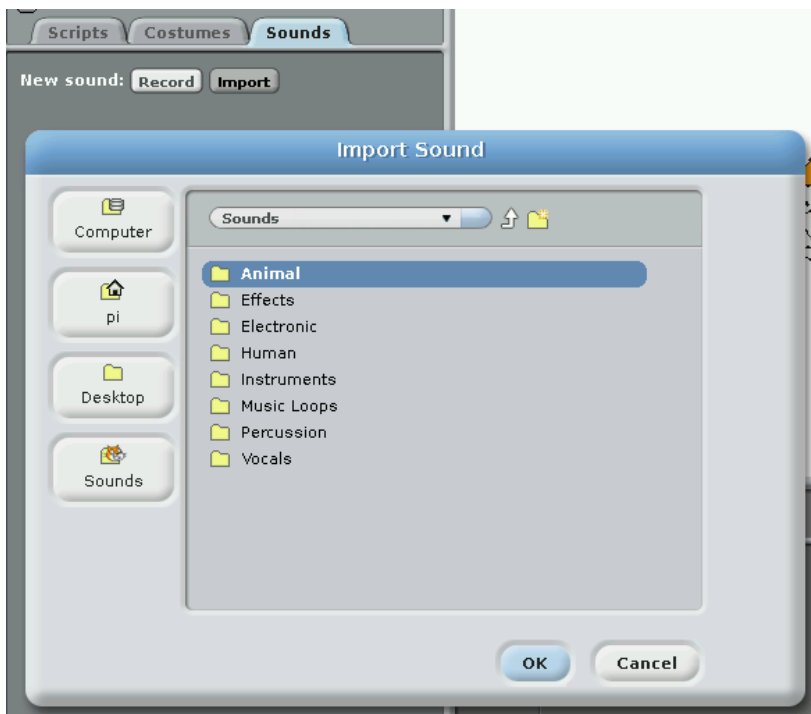 Scripts Costumes Sounds
New sound: Record Import
Import Sound
Computer
pi
Desktop
Sounds
Sounds
Animal
Effects
Electronic
Human
Instruments
Music Loops
Percussion
Vocals
OK Cancel